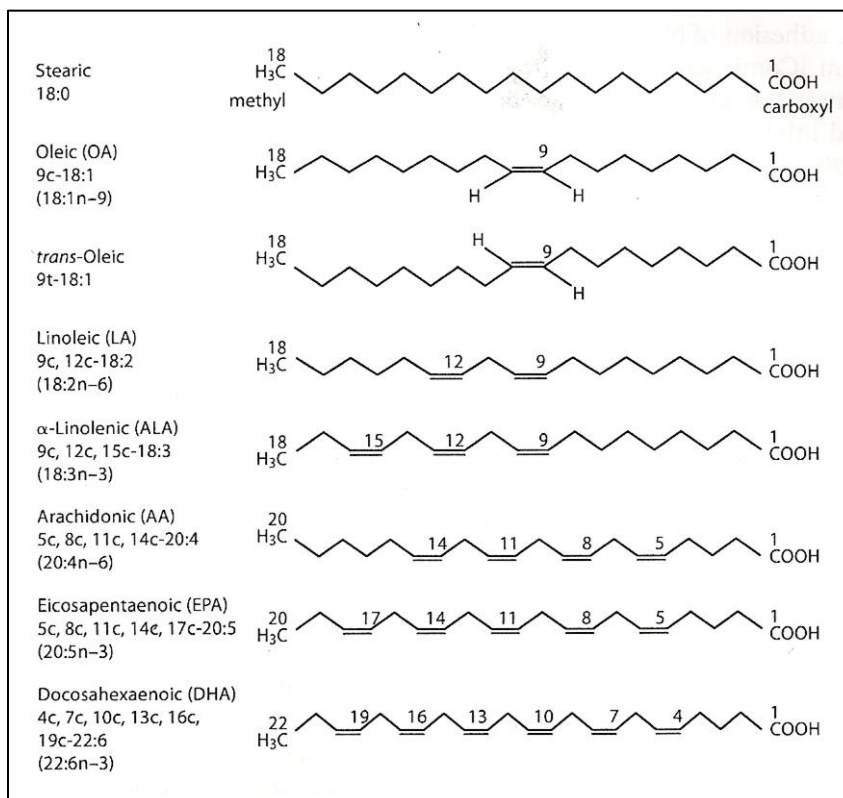 18 1
Stearic H₃C COOH
18:0 methyl carboxyl
Oleic (OA) 9
9c-18:1 18 1
(18:1n–9) H₃C COOH
H H
trans-Oleic H
9t-18:1 18 9 1
H₃C COOH
H
Linoleic (LA)
9c, 12c-18:2 18 12 9 1
(18:2n–6) H₃C COOH
α-Linolenic (ALA)
9c, 12c, 15c-18:3 18 15 12 9 1
(18:3n–3) H₃C COOH
Arachidonic (AA) 20
5c, 8c, 11c, 14c-20:4 H₃C 14 11 8 5 1
(20:4n–6) COOH
Eicosapentaenoic (EPA)
5c, 8c, 11c, 14c, 17c-20:5 20 17 14 11 8 5 1
(20:5n–3) H₃C COOH
Docosahexaenoic (DHA)
4c, 7c, 10c, 13c, 16c,
19c-22:6 22 19 16 13 10 7 4 1
(22:6n–3) H₃C COOH